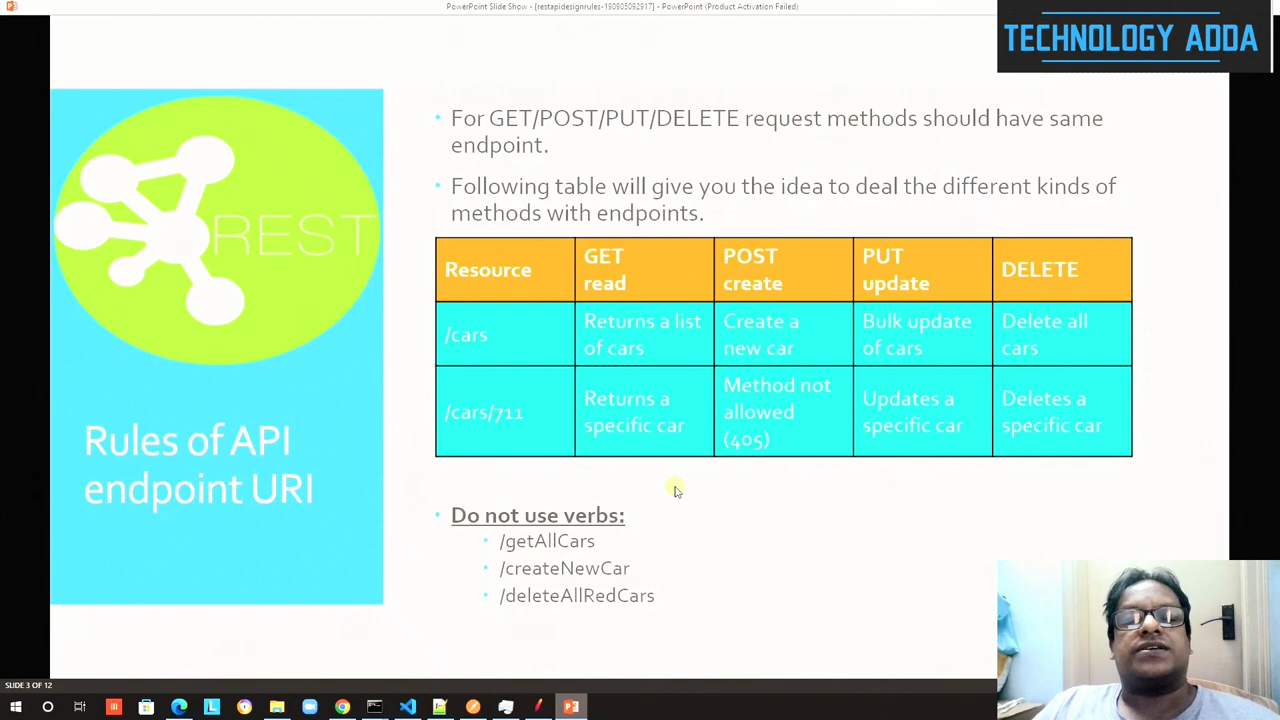 PowerPoint Slide Show - [restapidesignrules-190905092917] - PowerPoint (Product Activation Failed)
TECHNOLOGY ADDA
REST
Rules of API
endpoint URI
• For GET/POST/PUT/DELETE request methods should have same
endpoint.
• Following table will give you the idea to deal the different kinds of
methods with endpoints.
Resource GET read POST create PUT update DELETE
/cars Returns a list of cars Create a new car Bulk update of cars Delete all cars
/cars/711 Returns a specific car Method not allowed (405) Updates a specific car Deletes a specific car
• Do not use verbs:
• /getAllCars
• /createNewCar
• /deleteAllRedCars
SLIDE 3 OF 12